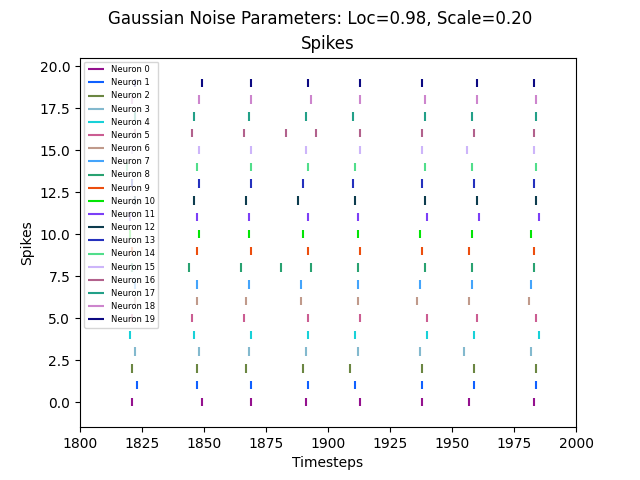 Gaussian Noise Parameters: Loc=0.98, Scale=0.20
Spikes
20.0
17.5
15.0
12.5
10.0
7.5
5.0
2.5
0.0
Spikes
Neuron 0
Neuron 1
Neuron 2
Neuron 3
Neuron 4
Neuron 5
Neuron 6
Neuron 7
Neuron 8
Neuron 9
Neuron 10
Neuron 11
Neuron 12
Neuron 13
Neuron 14
Neuron 15
Neuron 16
Neuron 17
Neuron 18
Neuron 19
1800 1825 1850 1875 1900 1925 1950 1975 2000
Timesteps